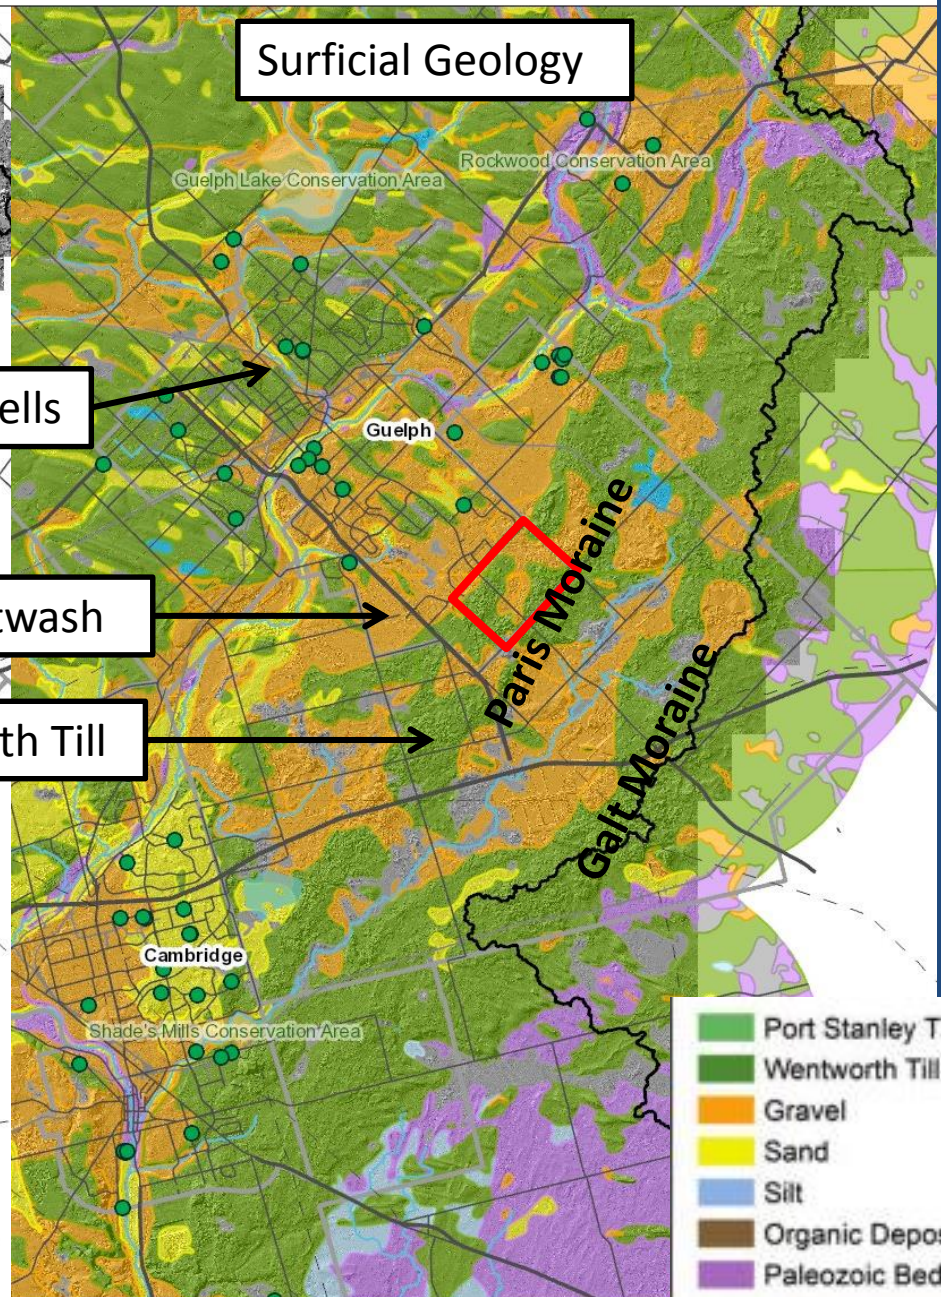 Surficial Geology
Rockwood Conservation Area
Guelph Lake Conservation Area
ells
Guelph
twash
Paris Moraine
th Till
Galt Moraine
Cambridge
Shade's Mills Conservation Area
Port Stanley T
Wentworth Till
Gravel
Sand
Silt
Organic Depos
Paleozoic Bed